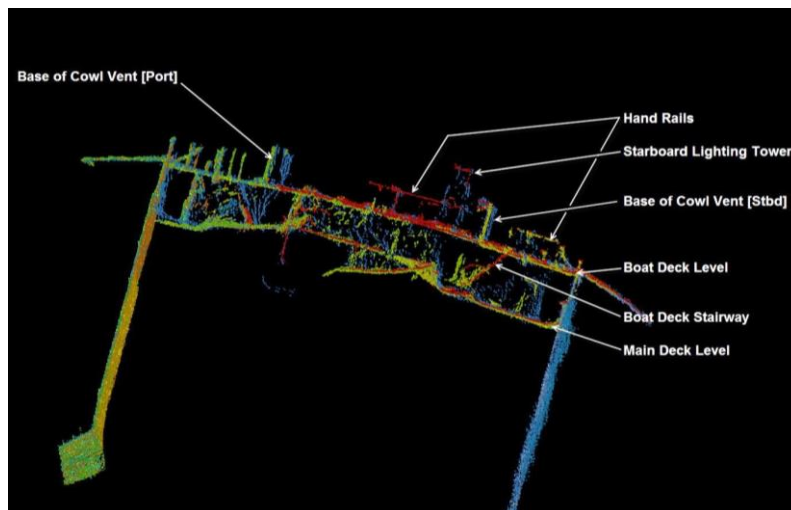 Base of Cowl Vent [Port]
Hand Rails
Starboard Lighting Tower
Base of Cowl Vent [Stbd]
Boat Deck Level
Boat Deck Stairway
Main Deck Level